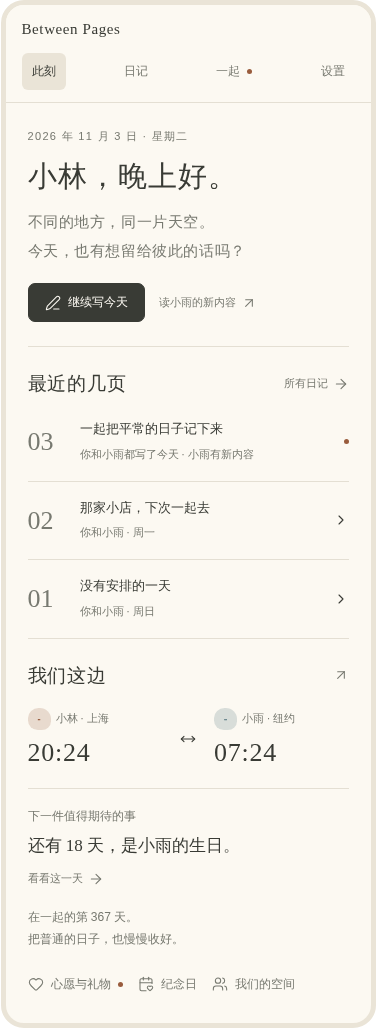 Between Pages
此刻 日记 一起 设置
2026 年 11 月 3 日 · 星期二
小林，晚上好。
不同的地方，同一片天空。
今天，也有想留给彼此的话吗？
继续写今天 读小雨的新内容
最近的几页 所有日记
03 一起把平常的日子记下来
你和小雨都写了今天 · 小雨有新内容
02 那家小店，下次一起去
你和小雨 · 周一
01 没有安排的一天
你和小雨 · 周日
我们这边
- 小林 · 上海
20:24
- 小雨 · 纽约
07:24
下一件值得期待的事
还有 18 天，是小雨的生日。
看看这一天
在一起的第 367 天。
把普通的日子，也慢慢收好。
心愿与礼物 纪念日 我们的空间